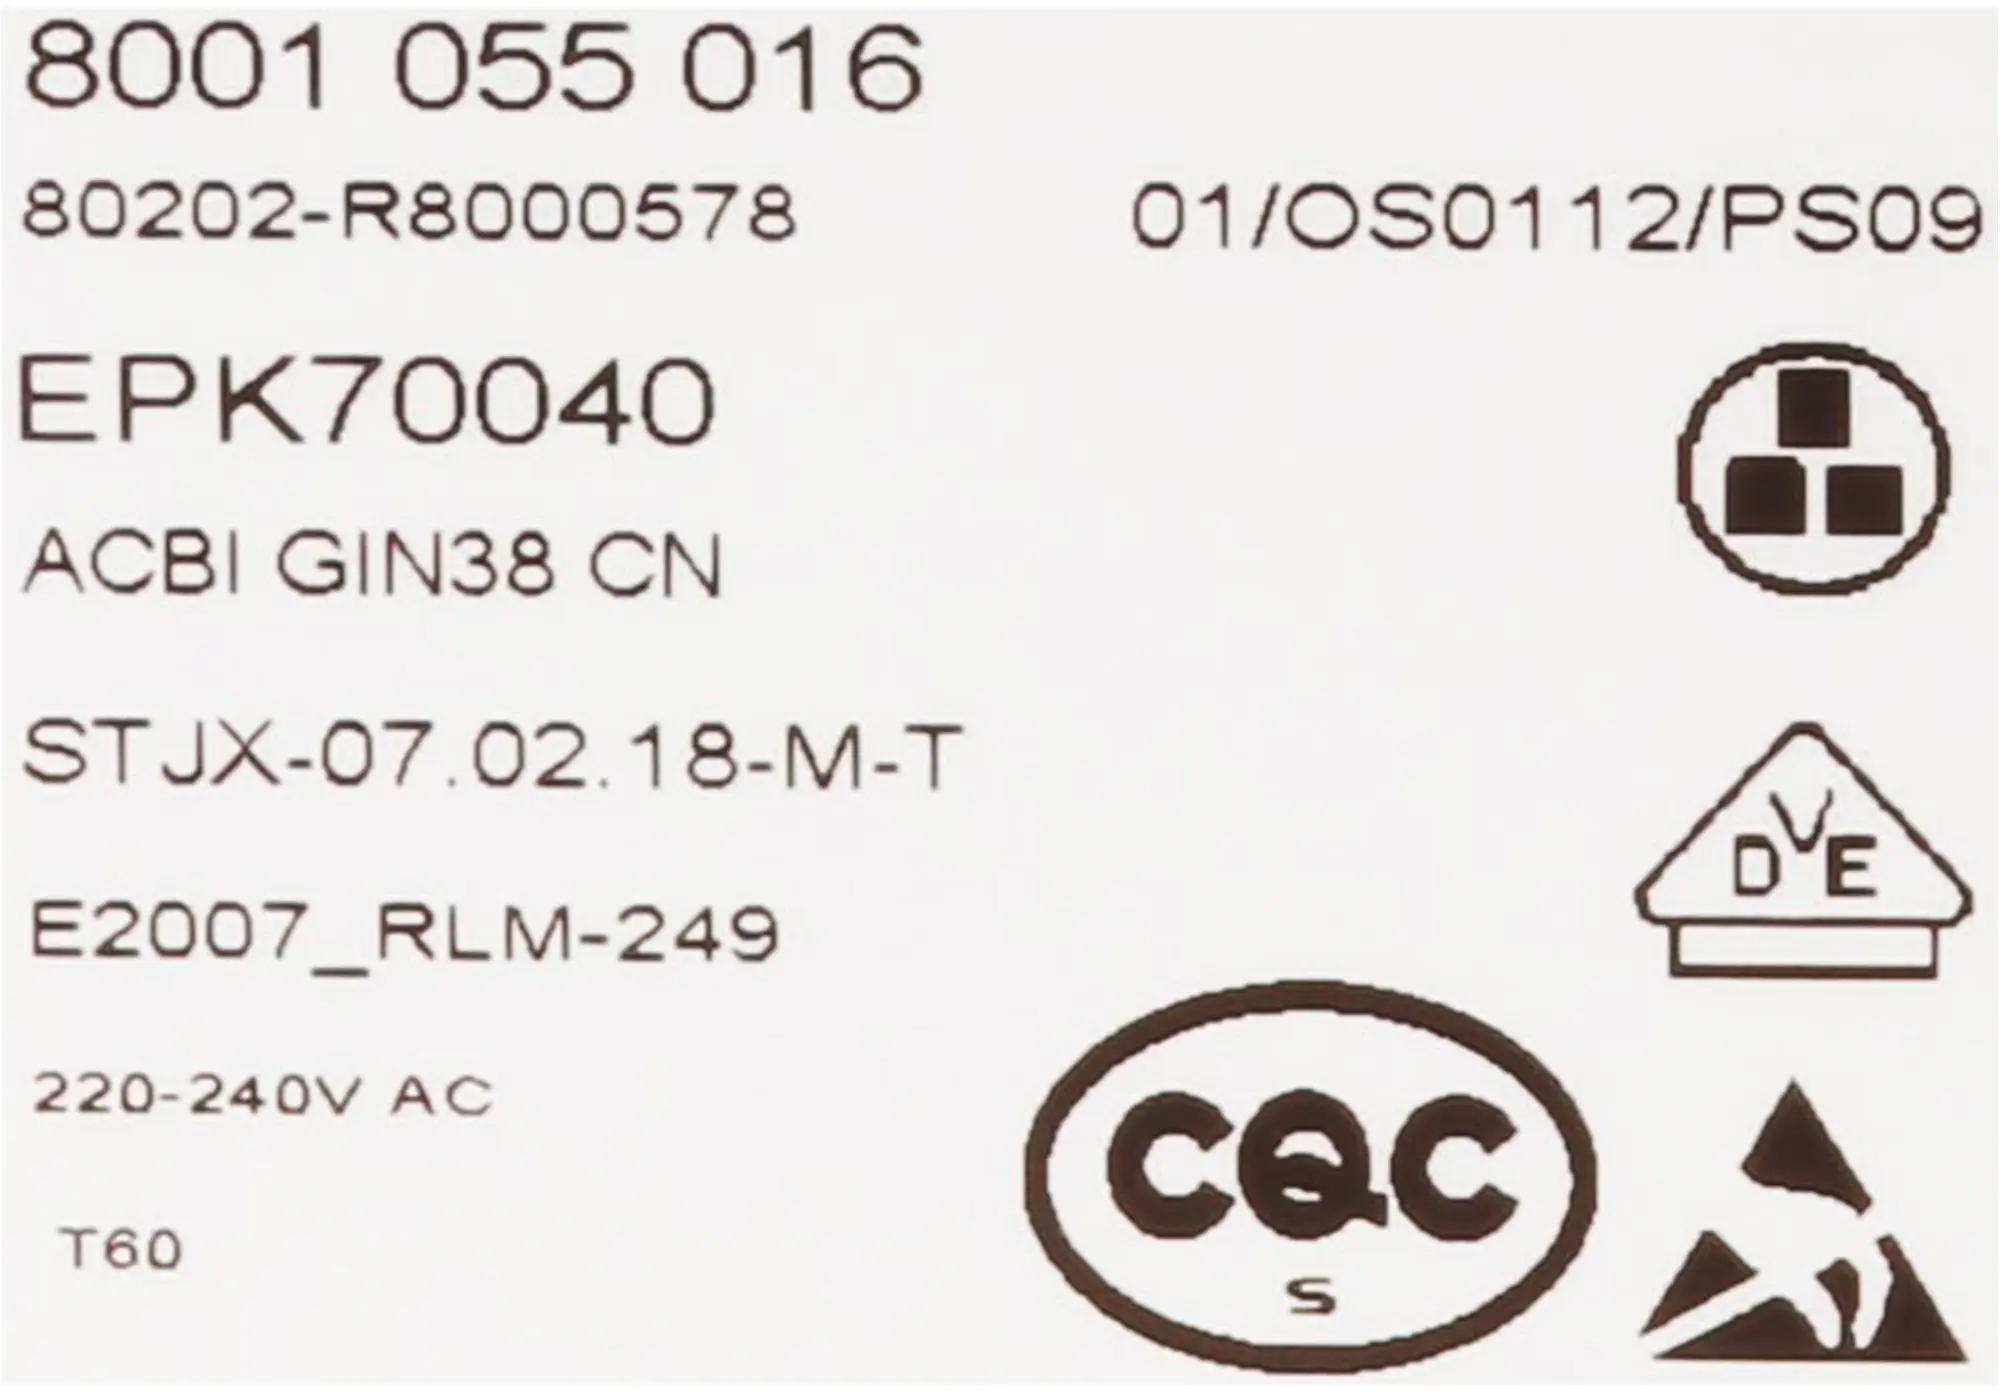 8001 055 016
80202-R8000578
01/OS0112/PS09
EPK70040
ACBI GIN38 CN
STJX-07.02.18-M-T
DVE
E2007_RLM-249
220-240V AC
CQC
S
T60